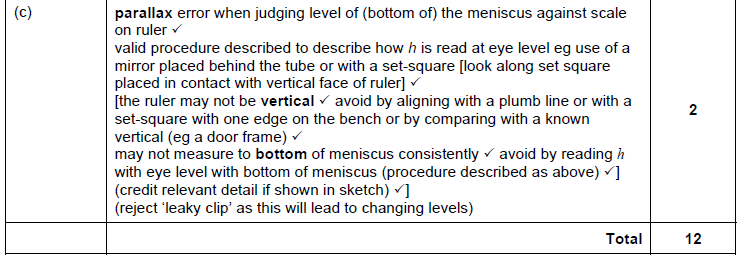 (c)
parallax error when judging level of (bottom of) the meniscus against scale
on ruler ✓
valid procedure described to describe how h is read at eye level eg use of a
mirror placed behind the tube or with a set-square [look along set square
placed in contact with vertical face of ruler] ✓
[the ruler may not be vertical ✓ avoid by aligning with a plumb line or with a
set-square with one edge on the bench or by comparing with a known
vertical (eg a door frame) ✓
may not measure to bottom of meniscus consistently ✓ avoid by reading h
with eye level with bottom of meniscus (procedure described as above) ✓]
(credit relevant detail if shown in sketch) ✓]
(reject ‘leaky clip’ as this will lead to changing levels)
2
Total 12